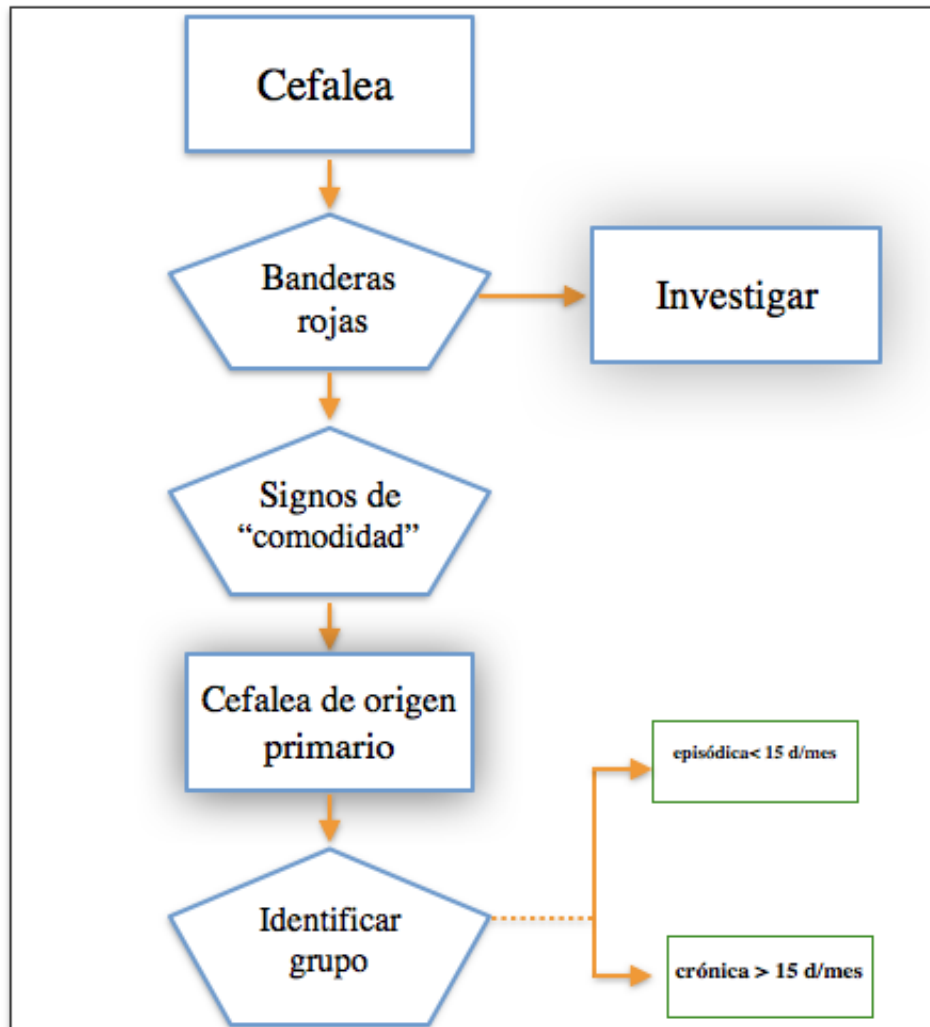 Cefalea
Banderas
rojas
Investigar
Signos de
“comodidad”
Cefalea de origen
primario
episódica< 15 d/mes
Identificar
grupo
crónica > 15 d/mes